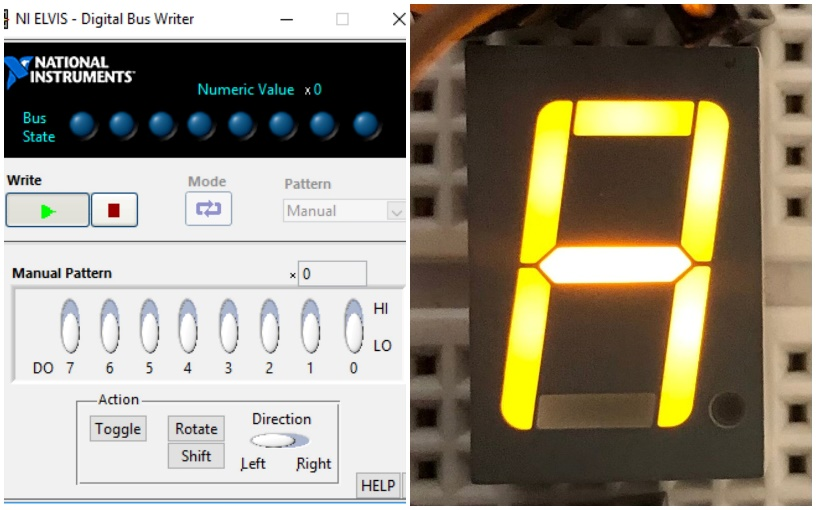 NI ELVIS - Digital Bus Writer
NATIONAL
INSTRUMENTS™
Numeric Value x 0
Bus
State
Write
Mode
Pattern
Manual
Manual Pattern
x 0
HI
LO
DO 7 6 5 4 3 2 1 0
Action
Toggle
Rotate
Shift
Direction
Left Right
HELP
A